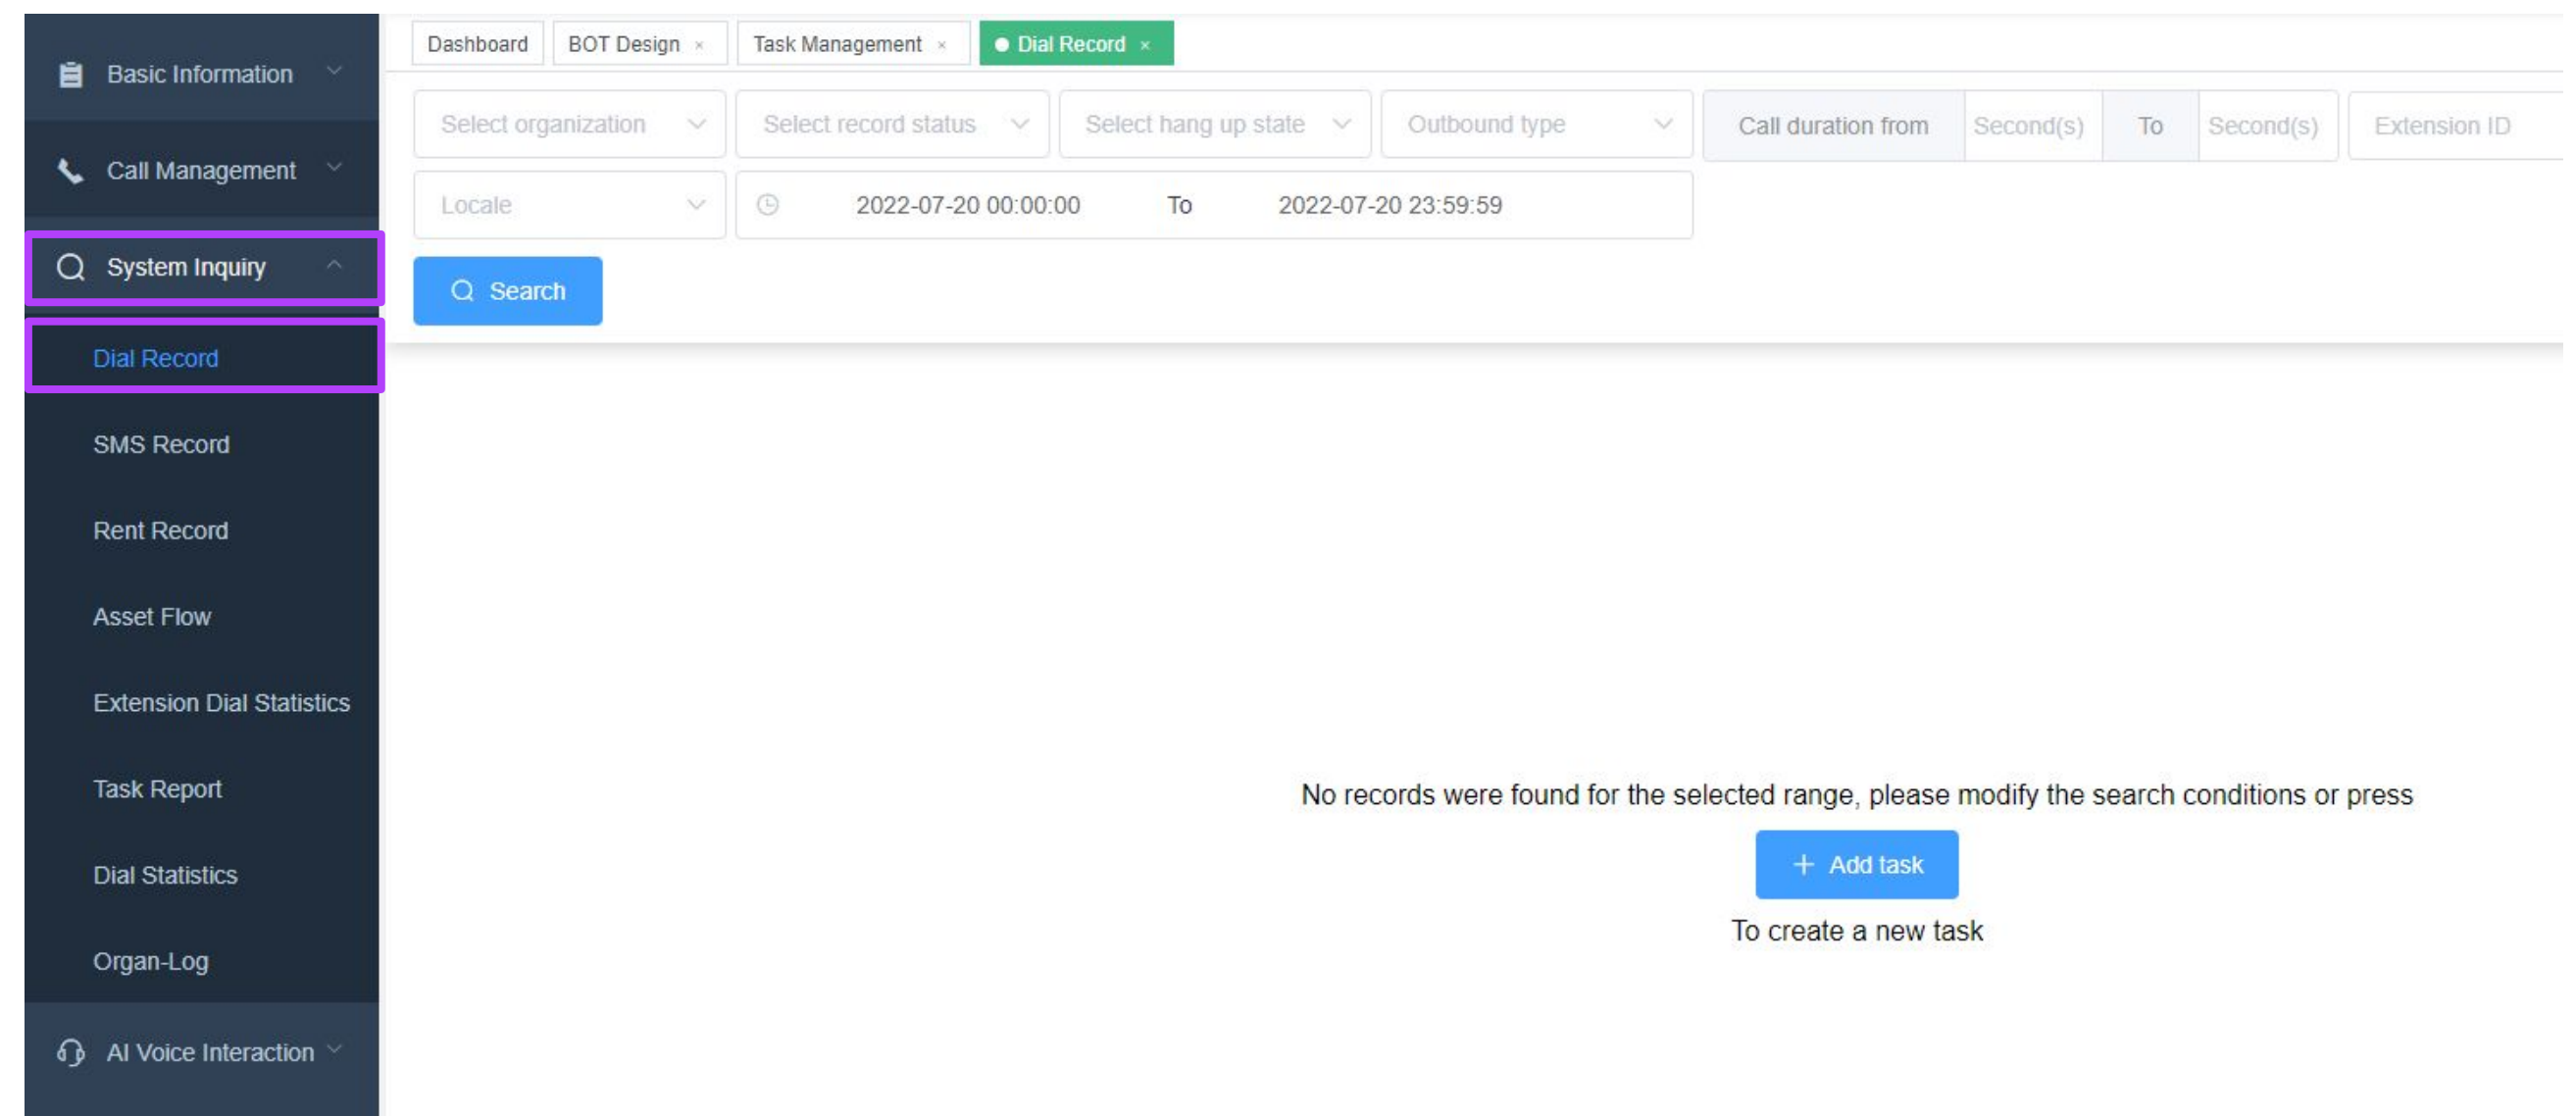 Basic Information
Call Management
System Inquiry
Dial Record
SMS Record
Rent Record
Asset Flow
Extension Dial Statistics
Task Report
Dial Statistics
Organ-Log
AI Voice Interaction
Dashboard BOT Design × Task Management × Dial Record ×
Select organization Select record status Select hang up state Outbound type Call duration from Second(s) To Second(s) Extension ID
Locale 2022-07-20 00:00:00 To 2022-07-20 23:59:59
Search
No records were found for the selected range, please modify the search conditions or press
+ Add task
To create a new task